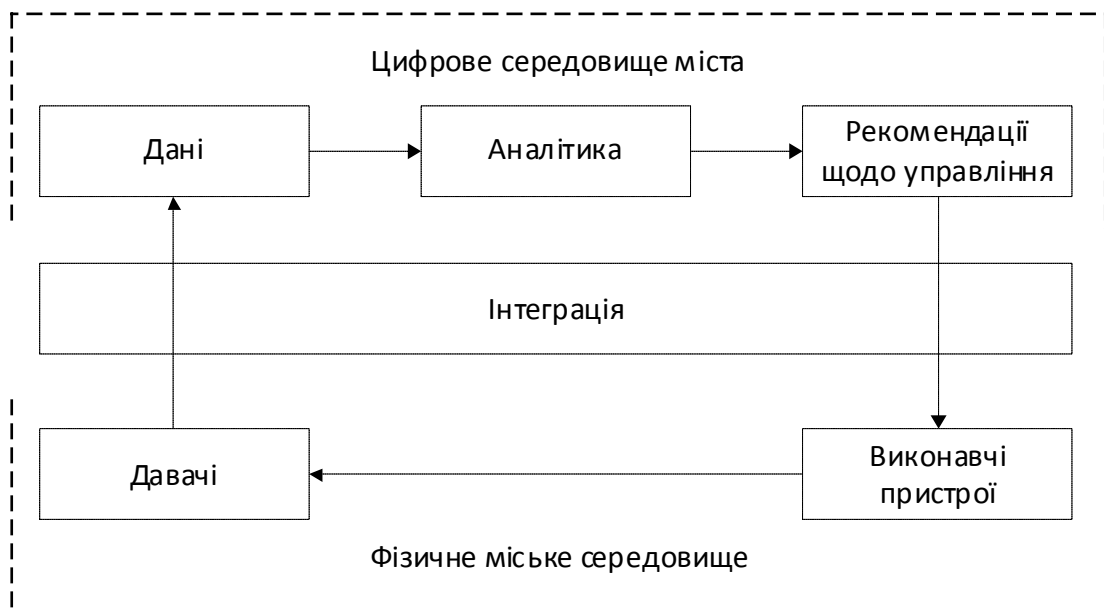 Цифрове середовище міста
Дані
Аналітика
Рекомендації
щодо управління
Інтеграція
Давачі
Виконавчі
пристрої
Фізичне міське середовище